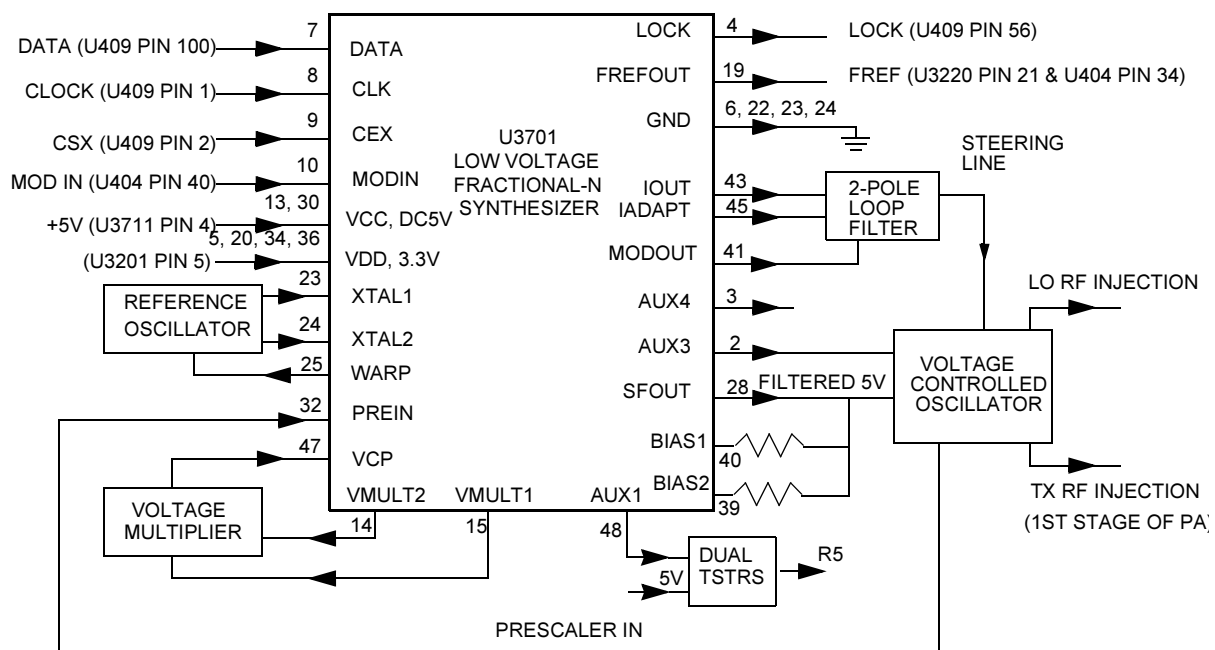 DATA (U409 PIN 100)
7
DATA
CLOCK (U409 PIN 1)
8
CLK
CSX (U409 PIN 2)
9
CEX
MOD IN (U404 PIN 40)
10
MODIN
+5V (U3711 PIN 4)
13, 30
VCC, DC5V
(U3201 PIN 5)
5, 20, 34, 36
VDD, 3.3V
REFERENCE
OSCILLATOR
23
XTAL1
24
XTAL2
25
WARP
32
PREIN
47
VCP
VOLTAGE
MULTIPLIER
VMULT2
14
VMULT1
15
AUX1
48
U3701
LOW VOLTAGE
FRACTIONAL-N
SYNTHESIZER
LOCK
4
LOCK (U409 PIN 56)
FREFOUT
19
FREF (U3220 PIN 21 & U404 PIN 34)
GND
6, 22, 23, 24
IOUT
43
IADAPT
45
MODOUT
41
2-POLE
LOOP
FILTER
STEERING
LINE
AUX4
3
AUX3
2
SFOUT
28
FILTERED 5V
BIAS1
40
BIAS2
39
VOLTAGE
CONTROLLED
OSCILLATOR
LO RF INJECTION
TX RF INJECTION
(1ST STAGE OF PA)
5V
DUAL
TSTRS
R5
PRESCALER IN